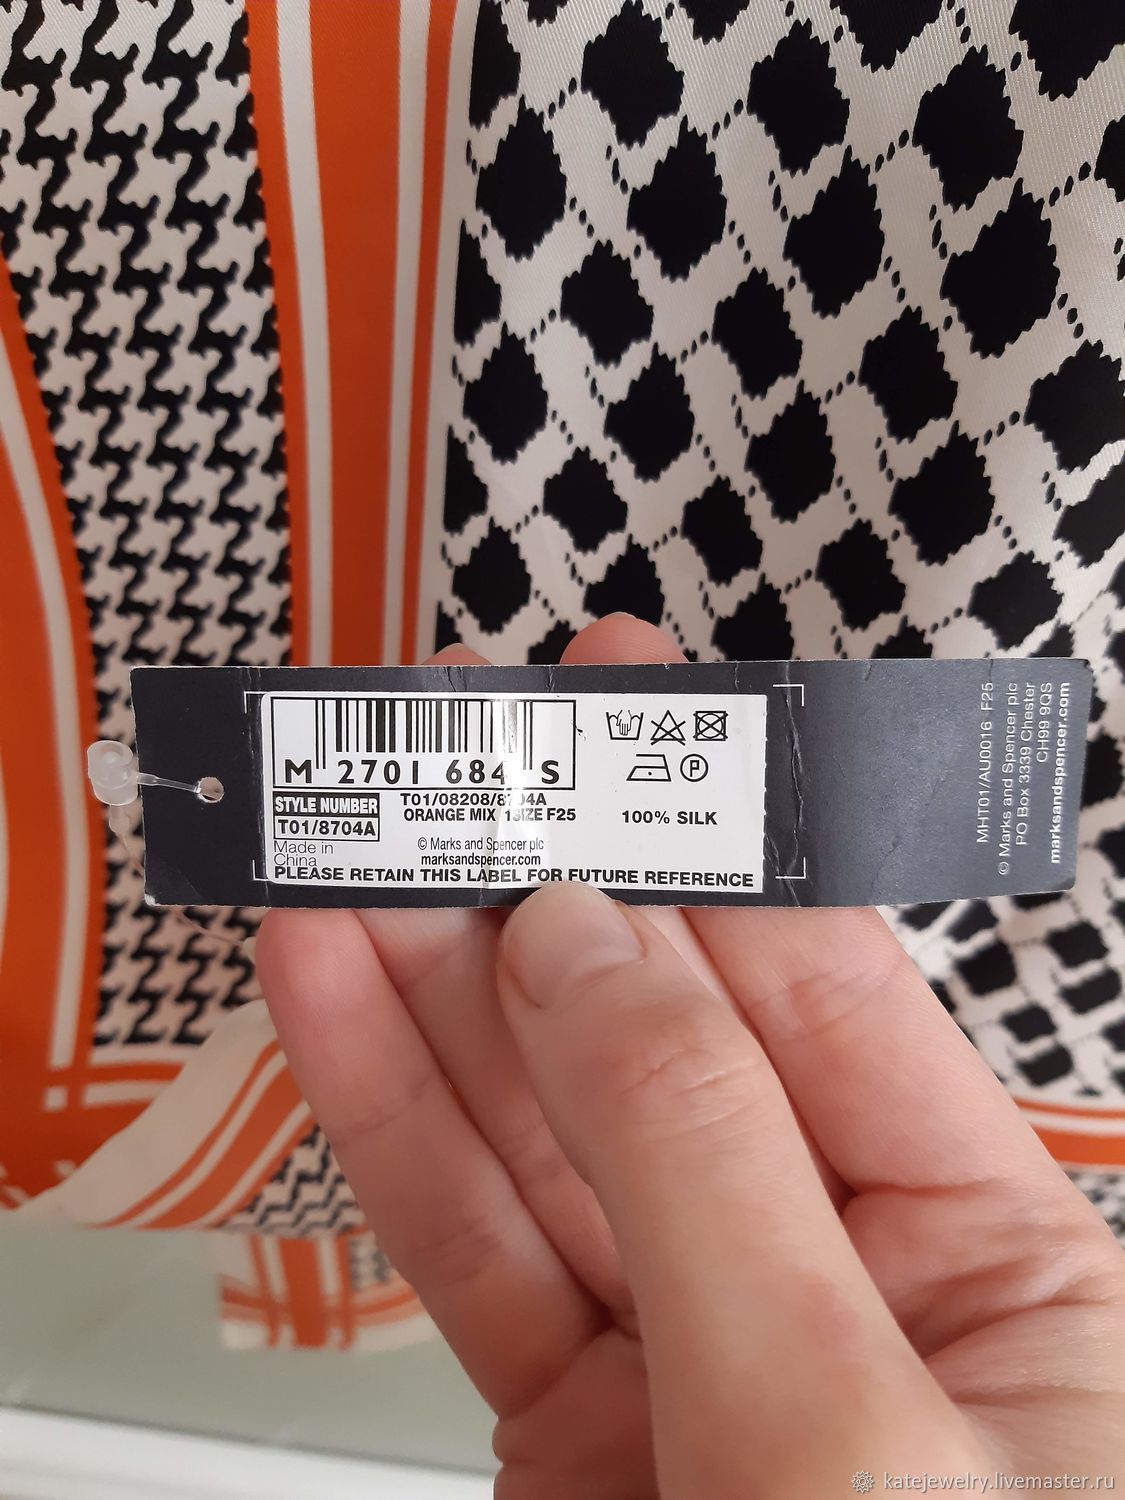 M 2701 684 S
STYLE NUMBER
T01/8704A
T01/08208/8704A
ORANGE MIX 1SIZE F25
Made in
China
© Marks and Spencer plc
marksandspencer.com
PLEASE RETAIN THIS LABEL FOR FUTURE REFERENCE
P
100% SILK
MHT01/AU0016 F25
© Marks and Spencer plc
PO Box 3339 Chester
CH99 9QS
marksandspencer.com
katejewelry.livemaster.ru